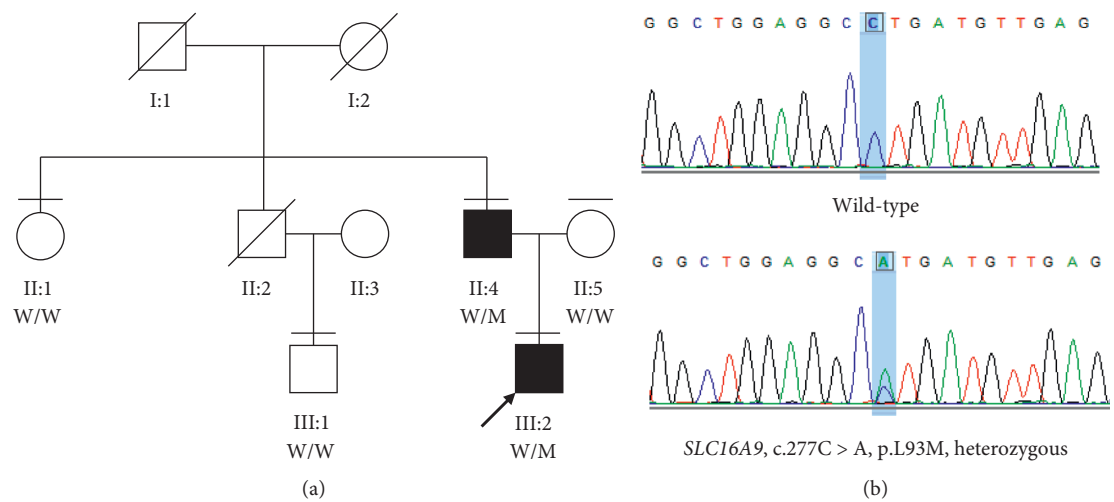 I:1
I:2
II:1
W/W
II:2
II:3
II:4
W/M
II:5
W/W
III:1
W/W
III:2
W/M
(a)
G G C T G G A G G C C T G A T G T T G A G
Wild-type
G G C T G G A G G C A T G A T G T T G A G
SLC16A9, c.277C > A, p.L93M, heterozygous
(b)